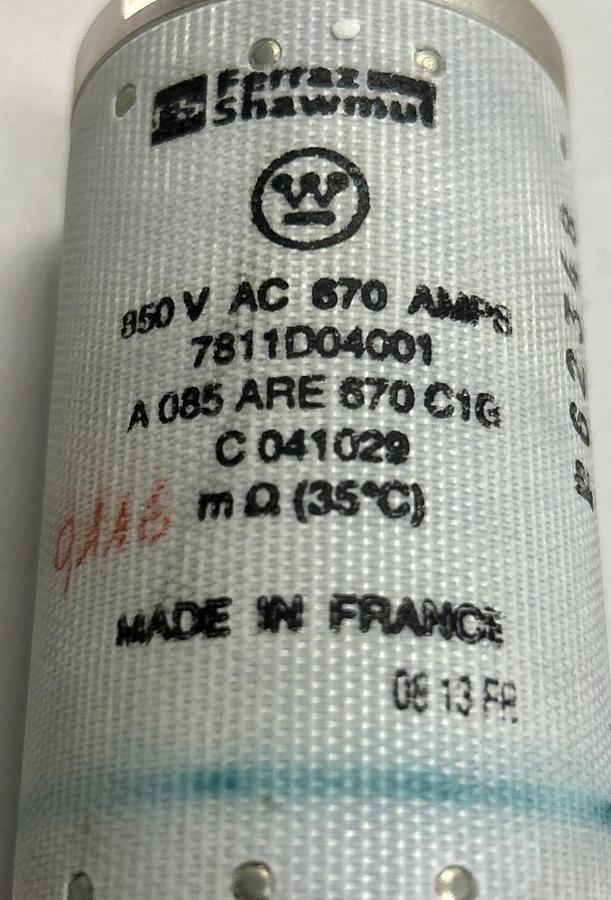 Ferraz
Shawmut
W
850 V AC 670 AMPS
7811D04001
A 085 ARE 670 C1G
C 041029
m Ω (35°C)
MADE IN FRANCE
08 13 FR